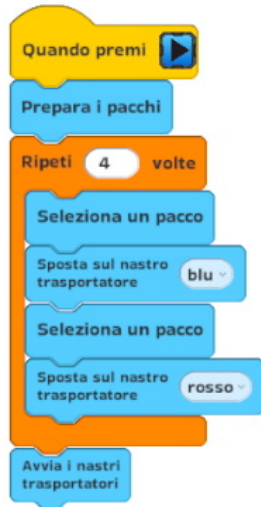 Quando premi
Prepara i pacchi
Ripeti 4 volte
Seleziona un pacco
Sposta sul nastro
trasportatore blu
Seleziona un pacco
Sposta sul nastro
trasportatore rosso
Avvia i nastri
trasportatori